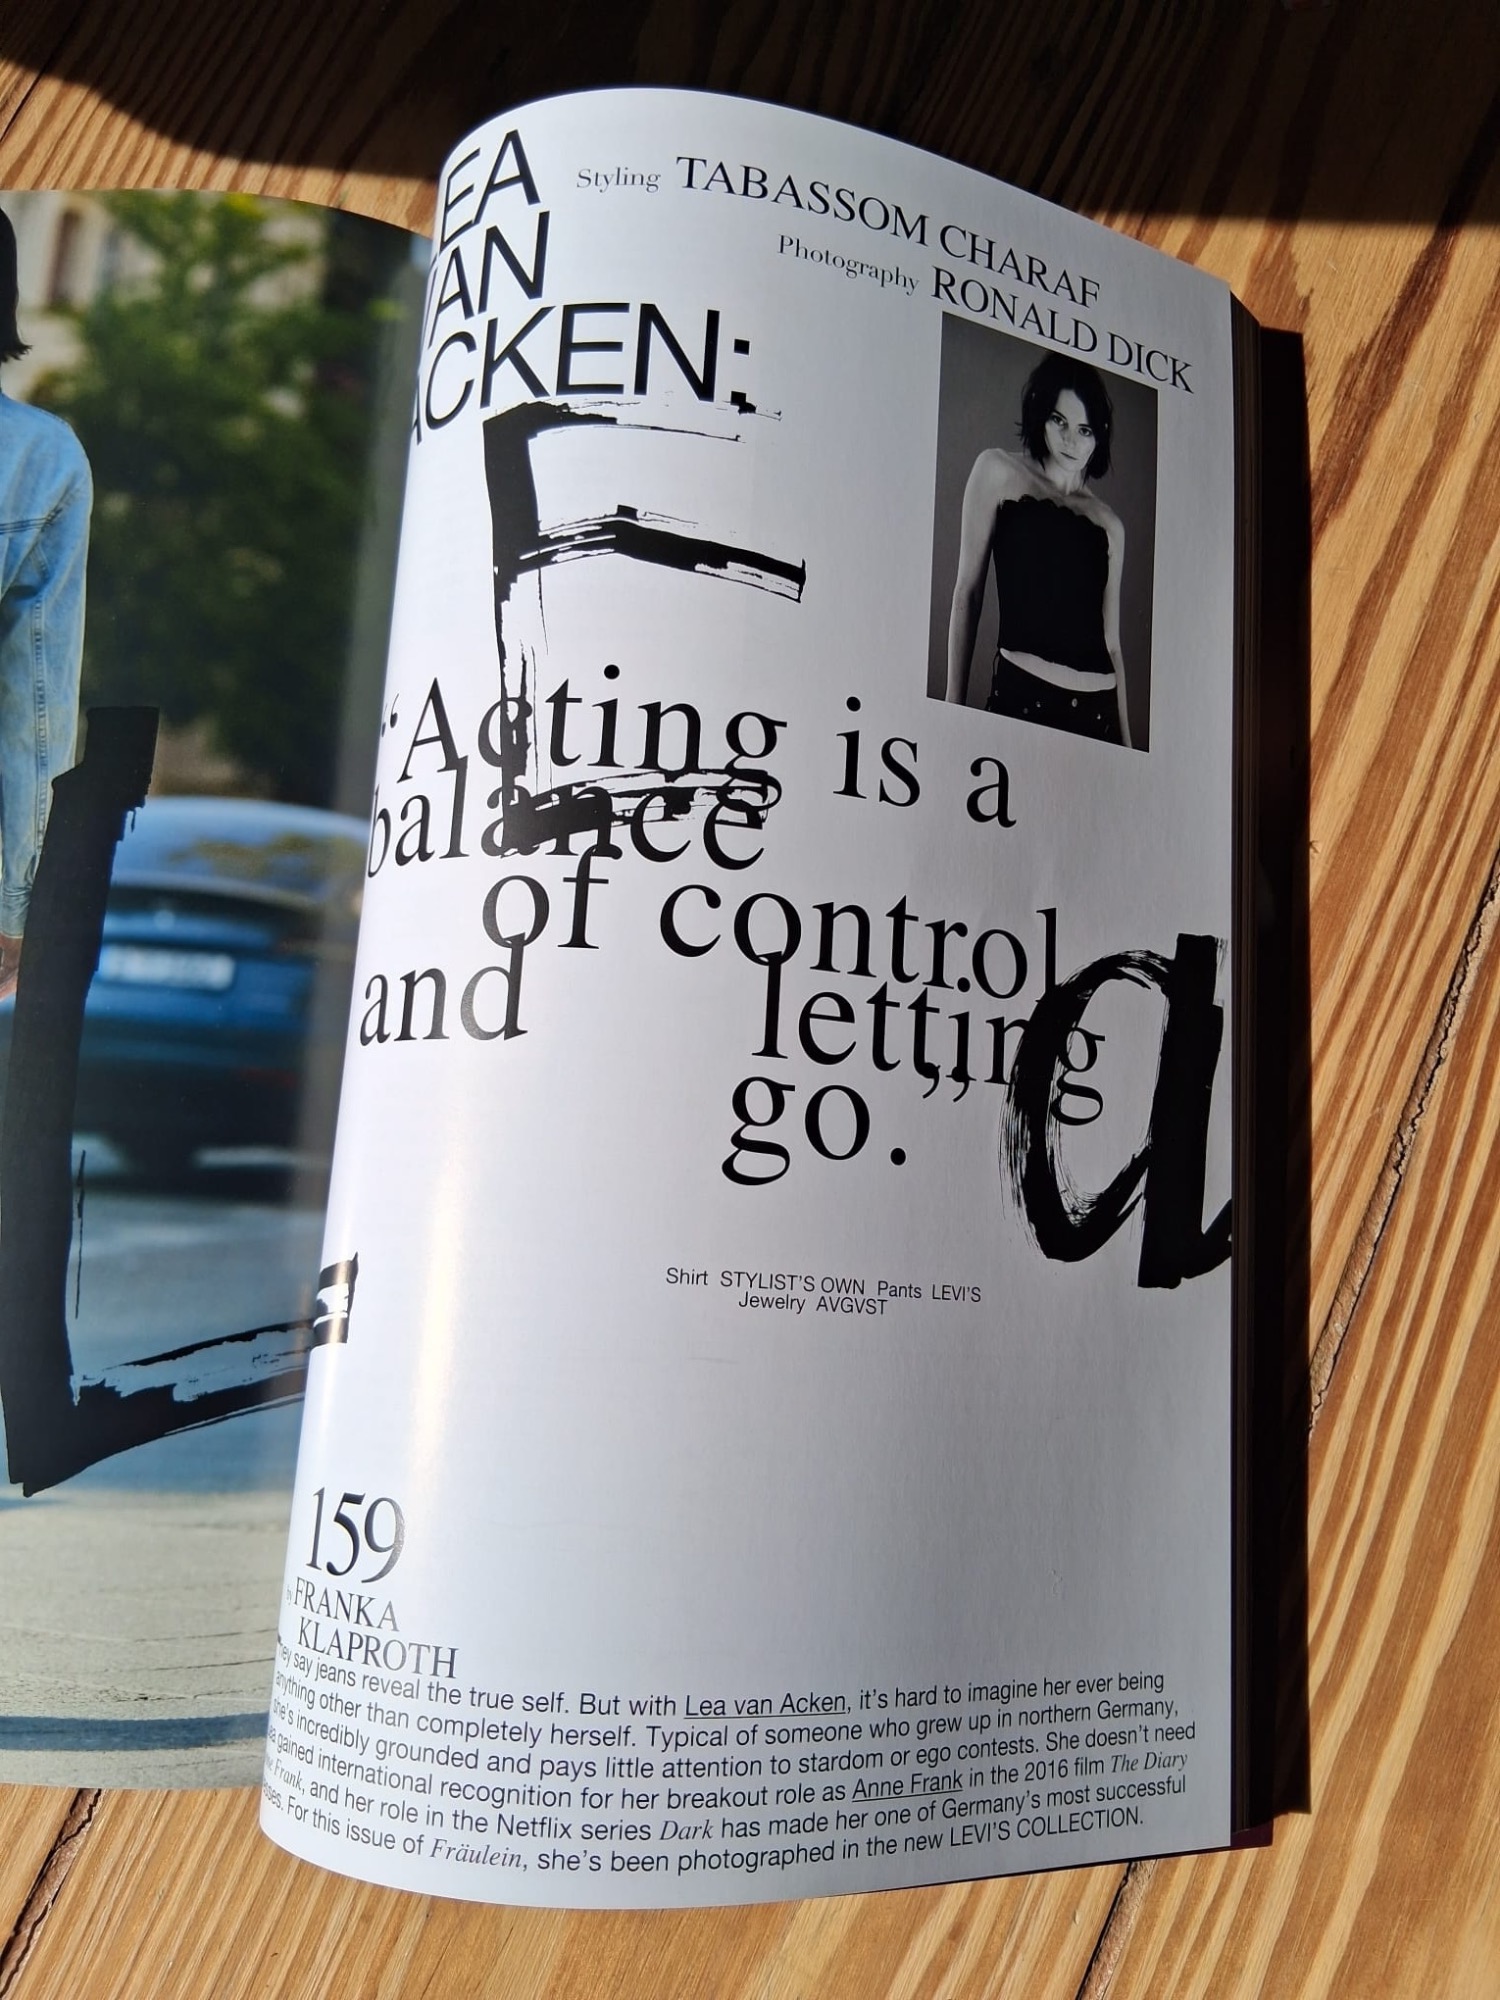 EA
VAN
ACKEN:
Styling TABASSOM CHARAF
Photography RONALD DICK
E
“Acting is a
balance
of control
and letting
go.”
a
L
Shirt STYLIST'S OWN Pants LEVI'S
Jewelry AVGVST
159
by FRANKA
KLAPROTH
hey say jeans reveal the true self. But with Lea van Acken, it's hard to imagine her ever being
anything other than completely herself. Typical of someone who grew up in northern Germany,
she's incredibly grounded and pays little attention to stardom or ego contests. She doesn't need
gained international recognition for her breakout role as Anne Frank in the 2016 film The Diary
Frank, and her role in the Netflix series Dark has made her one of Germany's most successful
For this issue of Fräulein, she's been photographed in the new LEVI'S COLLECTION.